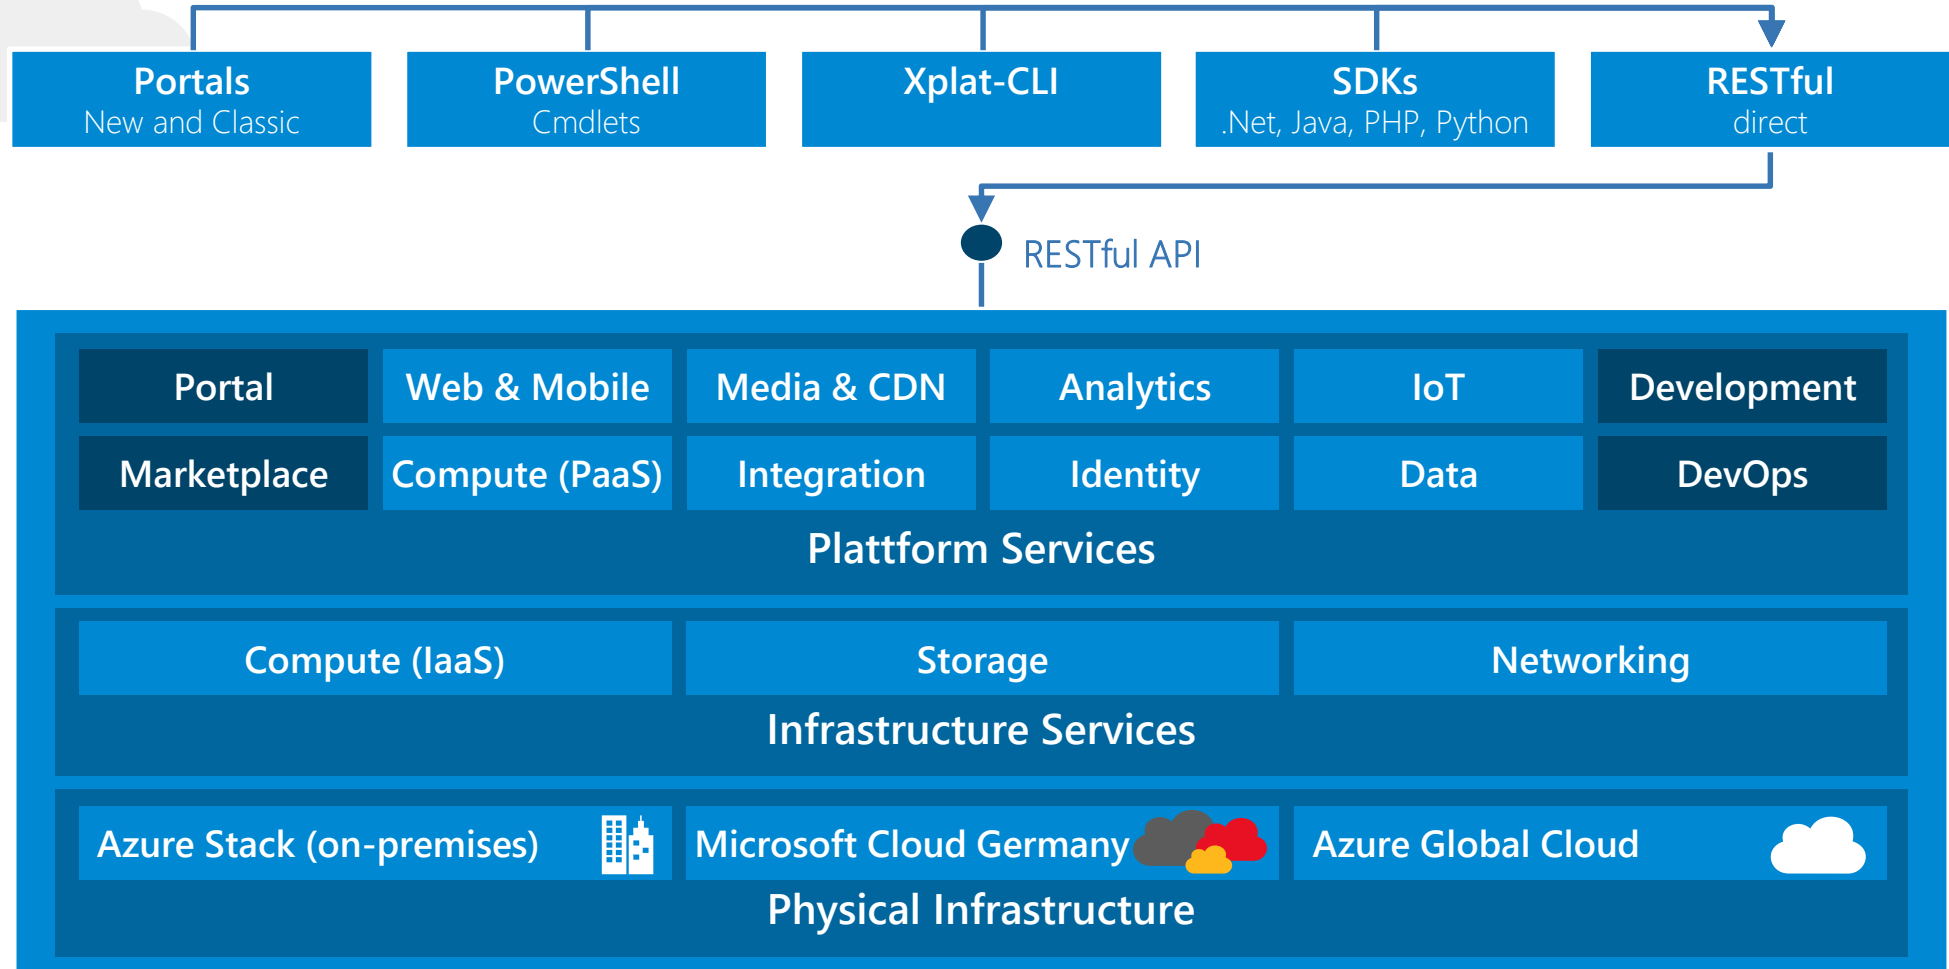 Portals
New and Classic
PowerShell
Cmdlets
Xplat-CLI
SDKs
.Net, Java, PHP, Python
RESTful
direct
RESTful API
Portal
Web & Mobile
Media & CDN
Analytics
IoT
Development
Marketplace
Compute (PaaS)
Integration
Identity
Data
DevOps
Plattform Services
Compute (IaaS)
Storage
Networking
Infrastructure Services
Azure Stack (on-premises)
Microsoft Cloud Germany
Azure Global Cloud
Physical Infrastructure